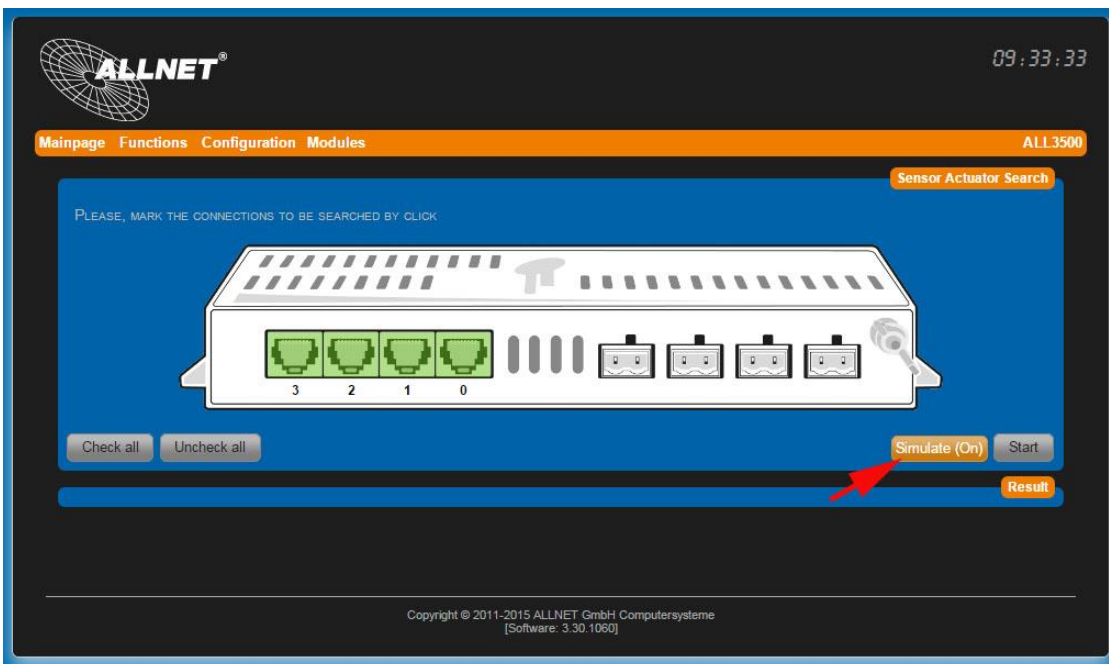 ALLNET®
09:33:33
Mainpage Functions Configuration Modules ALL3500
Sensor Actuator Search
Please, mark the connections to be searched by click
3 2 1 0
Check all Uncheck all Simulate (On) Start
Result
Copyright © 2011-2015 ALLNET GmbH Computersysteme
[Software: 3.30.1060]